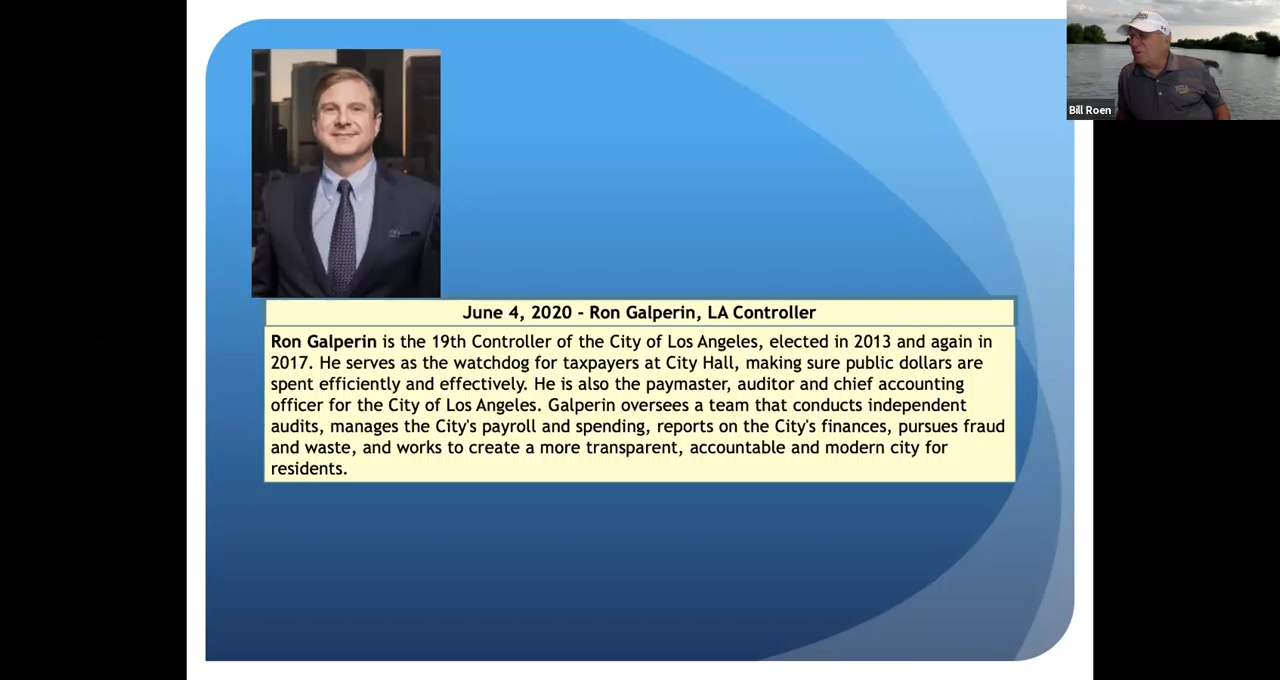 Bill Roen
June 4, 2020 - Ron Galperin, LA Controller
Ron Galperin is the 19th Controller of the City of Los Angeles, elected in 2013 and again in
2017. He serves as the watchdog for taxpayers at City Hall, making sure public dollars are
spent efficiently and effectively. He is also the paymaster, auditor and chief accounting
officer for the City of Los Angeles. Galperin oversees a team that conducts independent
audits, manages the City's payroll and spending, reports on the City's finances, pursues fraud
and waste, and works to create a more transparent, accountable and modern city for
residents.